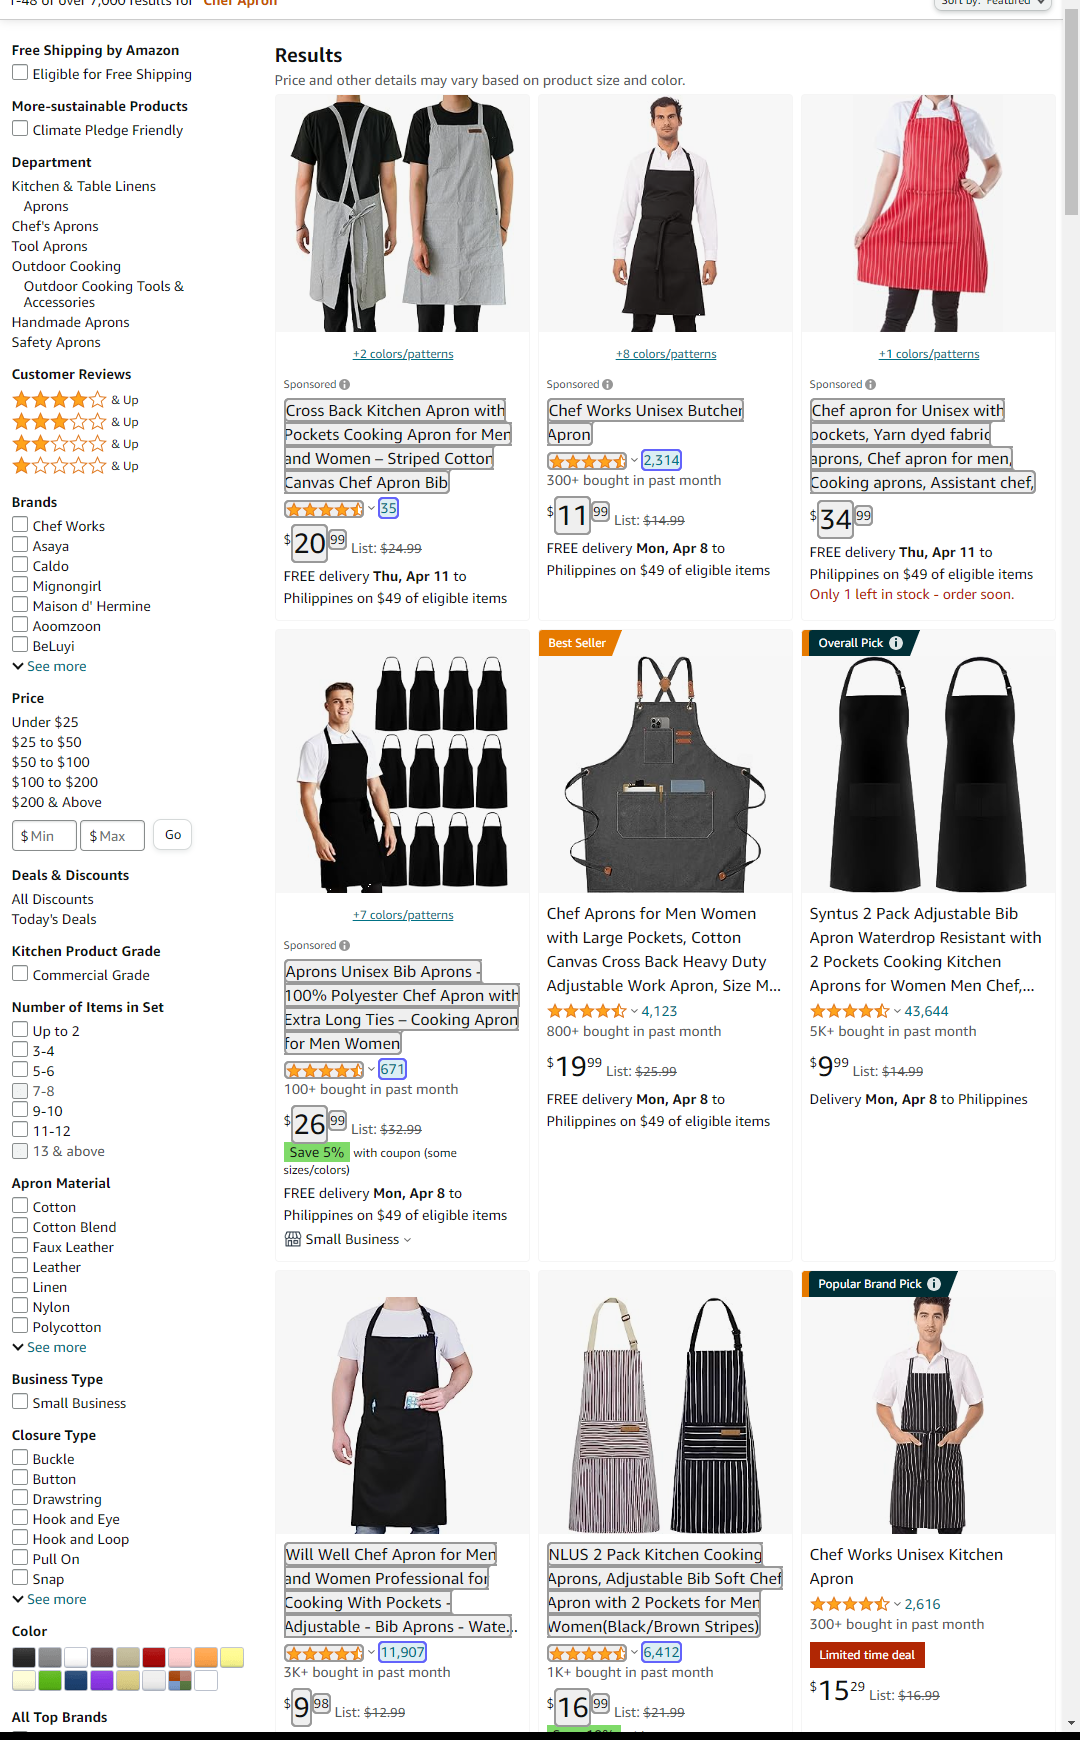 1-48 of over 7,000 results for "Chef Apron"
Sort by: Featured
Free Shipping by Amazon
Eligible for Free Shipping
More-sustainable Products
Climate Pledge Friendly
Department
Kitchen & Table Linens
Aprons
Chef's Aprons
Tool Aprons
Outdoor Cooking
Outdoor Cooking Tools &
Accessories
Handmade Aprons
Safety Aprons
Customer Reviews
& Up
& Up
& Up
& Up
Brands
Chef Works
Asaya
Caldo
Mignongirl
Maison d' Hermine
Aoomzoon
BeLuyi
See more
Price
Under $25
$25 to $50
$50 to $100
$100 to $200
$200 & Above
$ Min $ Max Go
Deals & Discounts
All Discounts
Today's Deals
Kitchen Product Grade
Commercial Grade
Number of Items in Set
Up to 2
3-4
5-6
7-8
9-10
11-12
13 & above
Apron Material
Cotton
Cotton Blend
Faux Leather
Leather
Linen
Nylon
Polycotton
See more
Business Type
Small Business
Closure Type
Buckle
Button
Drawstring
Hook and Eye
Hook and Loop
Pull On
Snap
See more
Color
All Top Brands
Results
Price and other details may vary based on product size and color.
+2 colors/patterns
Sponsored
Cross Back Kitchen Apron with
Pockets Cooking Apron for Men
and Women – Striped Cotton
Canvas Chef Apron Bib
35
$20 99 List: $24.99
FREE delivery Thu, Apr 11 to
Philippines on $49 of eligible items
+8 colors/patterns
Sponsored
Chef Works Unisex Butcher
Apron
2,314
300+ bought in past month
$11 99 List: $14.99
FREE delivery Mon, Apr 8 to
Philippines on $49 of eligible items
+1 colors/patterns
Sponsored
Chef apron for Unisex with
pockets, Yarn dyed fabric
aprons, Chef apron for men,
Cooking aprons, Assistant chef,
$34 99
FREE delivery Thu, Apr 11 to
Philippines on $49 of eligible items
Only 1 left in stock - order soon.
+7 colors/patterns
Sponsored
Aprons Unisex Bib Aprons -
100% Polyester Chef Apron with
Extra Long Ties – Cooking Apron
for Men Women
671
100+ bought in past month
$26 99 List: $32.99
Save 5% with coupon (some
sizes/colors)
FREE delivery Mon, Apr 8 to
Philippines on $49 of eligible items
Small Business
Best Seller
Chef Aprons for Men Women
with Large Pockets, Cotton
Canvas Cross Back Heavy Duty
Adjustable Work Apron, Size M...
4,123
800+ bought in past month
$19 99 List: $25.99
FREE delivery Mon, Apr 8 to
Philippines on $49 of eligible items
Overall Pick
Syntus 2 Pack Adjustable Bib
Apron Waterdrop Resistant with
2 Pockets Cooking Kitchen
Aprons for Women Men Chef,...
43,644
5K+ bought in past month
$9 99 List: $14.99
Delivery Mon, Apr 8 to Philippines
Will Well Chef Apron for Men
and Women Professional for
Cooking With Pockets -
Adjustable - Bib Aprons - Wate...
11,907
3K+ bought in past month
$9 98 List: $12.99
NLUS 2 Pack Kitchen Cooking
Aprons, Adjustable Bib Soft Chef
Apron with 2 Pockets for Men
Women(Black/Brown Stripes)
6,412
1K+ bought in past month
$16 99 List: $21.99
Popular Brand Pick
Chef Works Unisex Kitchen
Apron
2,616
300+ bought in past month
Limited time deal
$15 29 List: $16.99